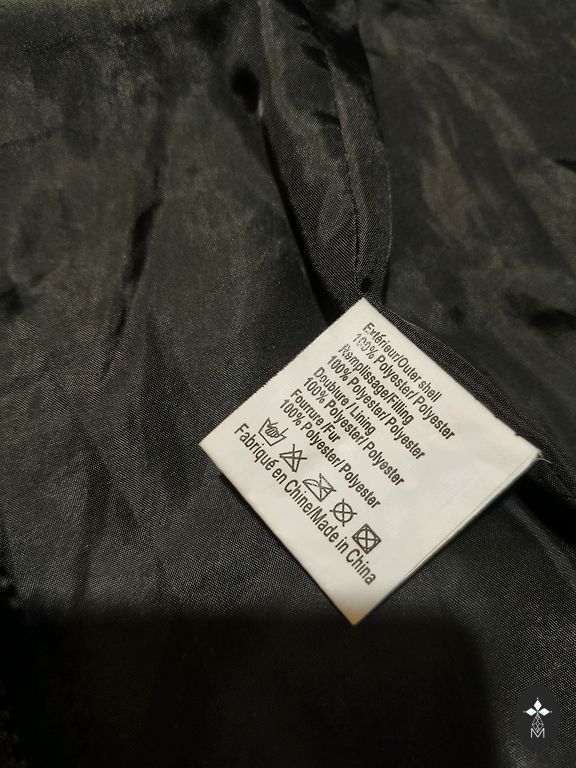 Extérieur/Outer shell
100% Polyester/Polyester
Remplissage/Filling
100% Polyester/Polyester
Doublure / Lining
100% Polyester/Polyester
Fourrure /Fur
100% Polyester/Polyester
Fabriqué en Chine/Made in China
M